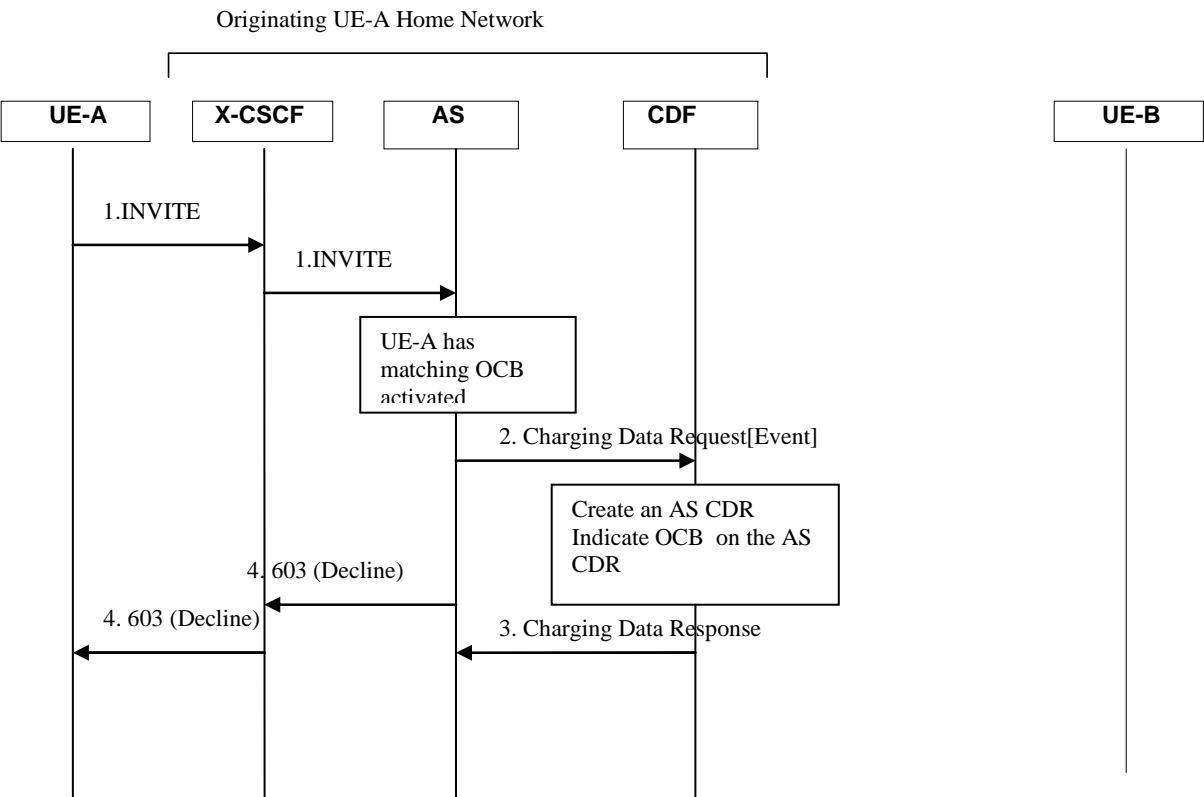 Originating UE-A Home Network
UE-A
X-CSCF
AS
CDF
UE-B
1.INVITE
1.INVITE
UE-A has
matching OCB
activated
2. Charging Data Request[Event]
Create an AS CDR
Indicate OCB on the AS
CDR
4. 603 (Decline)
4. 603 (Decline)
3. Charging Data Response